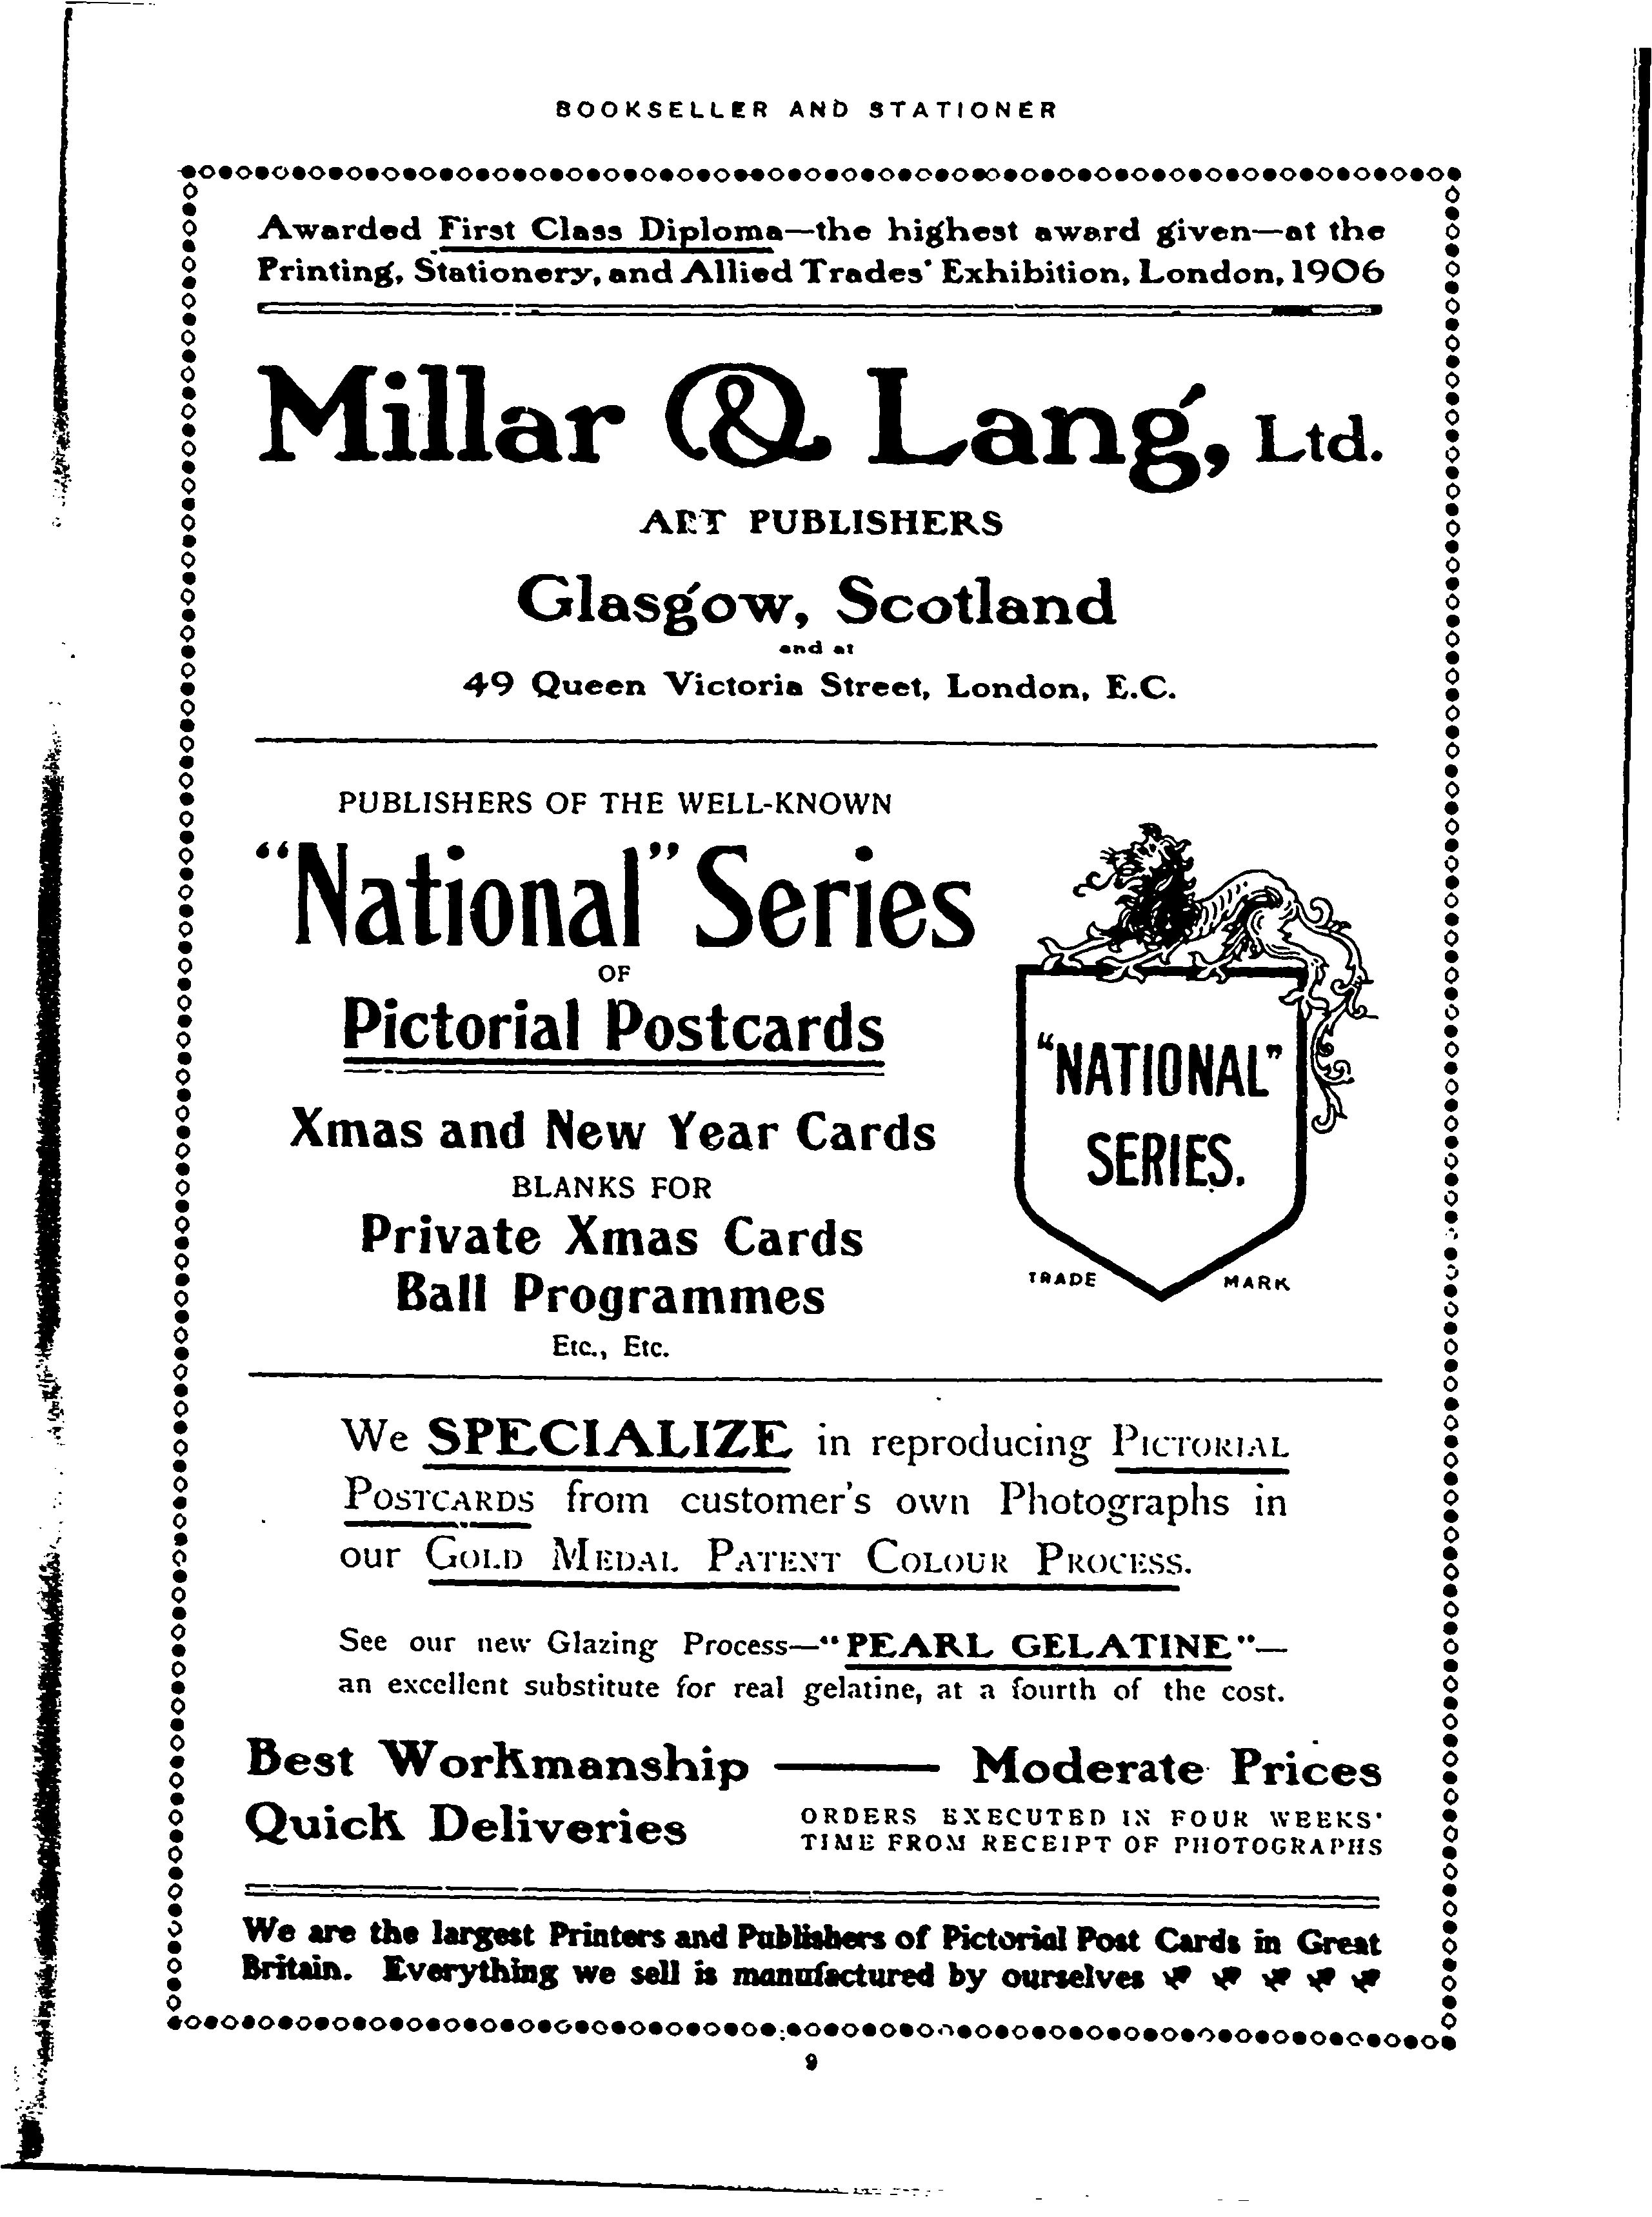 BOOKSELLER AND STATIONER
Awarded First Class Diploma—the highest award given—at the
Printing, Stationery, and Allied Trades' Exhibition, London, 1906
Millar & Lang, Ltd.
ART PUBLISHERS
Glasgow, Scotland
and at
49 Queen Victoria Street, London, E.C.
PUBLISHERS OF THE WELL-KNOWN
"National" Series
OF
Pictorial Postcards
Xmas and New Year Cards
BLANKS FOR
Private Xmas Cards
Ball Programmes
Etc., Etc.
"NATIONAL"
SERIES.
TRADE MARK
We SPECIALIZE in reproducing PICTORIAL
POSTCARDS from customer's own Photographs in
our GOLD MEDAL PATENT COLOUR PROCESS.
See our new Glazing Process—"PEARL GELATINE"—
an excellent substitute for real gelatine, at a fourth of the cost.
Best Workmanship — Moderate Prices
Quick Deliveries
ORDERS EXECUTED IN FOUR WEEKS'
TIME FROM RECEIPT OF PHOTOGRAPHS
We are the largest Printers and Publishers of Pictorial Post Cards in Great
Britain. Everything we sell is manufactured by ourselves
9